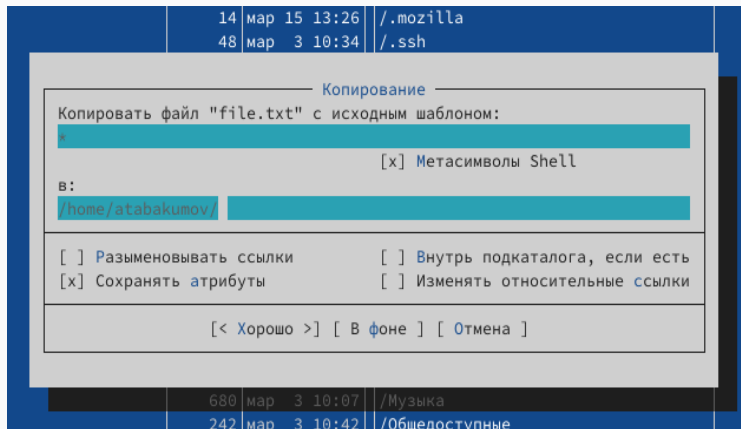 14 мар 15 13:26 /.mozilla
48 мар 3 10:34 /.ssh
Копирование
Копировать файл "file.txt" с исходным шаблоном:
*
[x] Метасимволы Shell
в:
/home/atabakumov/
[ ] Разыменовывать ссылки [ ] Внутрь подкаталога, если есть
[x] Сохранять атрибуты [ ] Изменять относительные ссылки
[< Хорошо >] [ В фоне ] [ Отмена ]
680 мар 3 10:07 /Музыка
242 мар 3 10:42 /Общедоступные